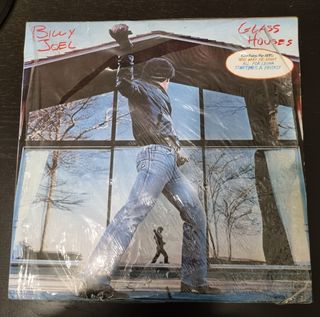 BILLY
JOEL
GLASS
HOUSES
YOU MAY BE RIGHT
ALL FOR LEYNA
SOMETIMES A FANTASY